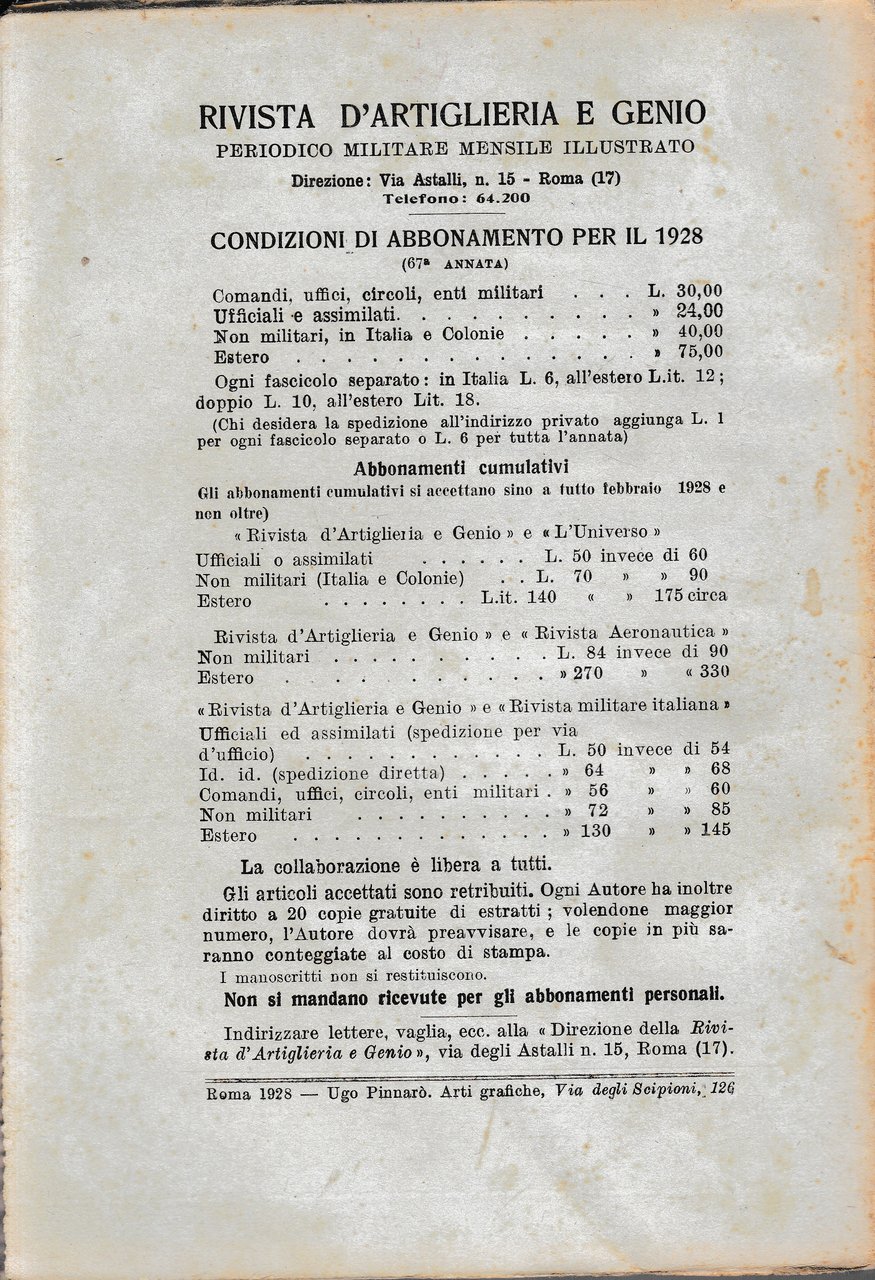 RIVISTA D'ARTIGLIERIA E GENIO
PERIODICO MILITARE MENSILE ILLUSTRATO
Direzione: Via Astalli, n. 15 - Roma (17)
Telefono: 64.200
CONDIZIONI DI ABBONAMENTO PER IL 1928
(67ª ANNATA)
Comandi, uffici, circoli, enti militari . . . L. 30,00
Ufficiali e assimilati. . . . . . . . . . . » 24,00
Non militari, in Italia e Colonie . . . . . . » 40,00
Estero . . . . . . . . . . . . . . . » 75,00
Ogni fascicolo separato: in Italia L. 6, all'estero L.it. 12;
doppio L. 10, all'estero Lit. 18.
(Chi desidera la spedizione all'indirizzo privato aggiunga L. 1
per ogni fascicolo separato o L. 6 per tutta l'annata)
Abbonamenti cumulativi
Gli abbonamenti cumulativi si accettano sino a tutto febbraio 1928 e
non oltre)
« Rivista d'Artiglieria e Genio » e « L'Universo »
Ufficiali o assimilati . . . . . . L. 50 invece di 60
Non militari (Italia e Colonie) . . L. 70 » » 90
Estero . . . . . . . . L.it. 140 « » 175 circa
Rivista d'Artiglieria e Genio » e « Rivista Aeronautica »
Non militari . . . . . . . . . . L. 84 invece di 90
Estero . . . . . . . . . . . » 270 » « 330
« Rivista d'Artiglieria e Genio » e « Rivista militare italiana »
Ufficiali ed assimilati (spedizione per via
d'ufficio) . . . . . . . . . . . . L. 50 invece di 54
Id. id. (spedizione diretta) . . . . . » 64 » » 68
Comandi, uffici, circoli, enti militari . » 56 » » 60
Non militari . . . . . . . . . . » 72 » » 85
Estero . . . . . . . . . . . . . » 130 » » 145
La collaborazione è libera a tutti.
Gli articoli accettati sono retribuiti. Ogni Autore ha inoltre
diritto a 20 copie gratuite di estratti; volendone maggior
numero, l'Autore dovrà preavvisare, e le copie in più sa-
ranno conteggiate al costo di stampa.
I manoscritti non si restituiscono.
Non si mandano ricevute per gli abbonamenti personali.
Indirizzare lettere, vaglia, ecc. alla « Direzione della Rivi-
sta d'Artiglieria e Genio», via degli Astalli n. 15, Roma (17).
Roma 1928 — Ugo Pinnarò. Arti grafiche, Via degli Scipioni, 126